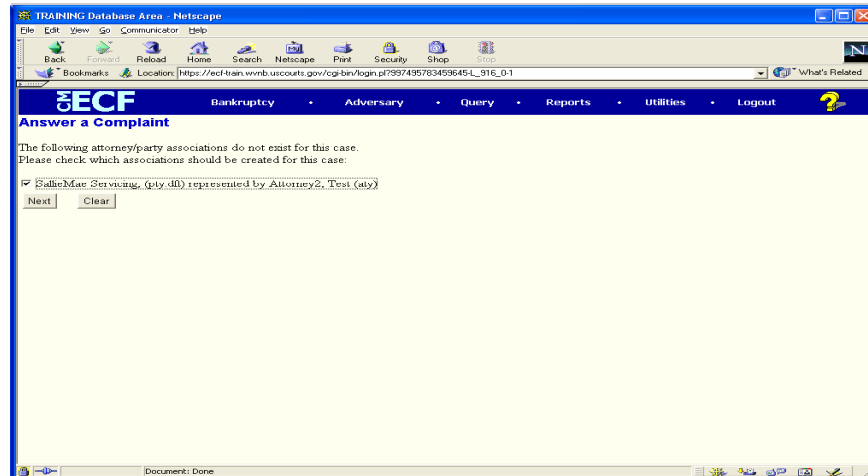 TRAINING Database Area - Netscape
File Edit View Go Communicator Help
Back Forward Reload Home Search Netscape Print Security Shop Stop
My
N
Bookmarks Location: https://ecf-train.wvnb.uscourts.gov/cgi-bin/login.pl?997495783459645-L_916_0-1 What's Related
CM ECF Bankruptcy • Adversary • Query • Reports • Utilities • Logout ?
Answer a Complaint
The following attorney/party associations do not exist for this case.
Please check which associations should be created for this case:
SallieMae Servicing, (pty:dft) represented by Attorney2, Test (aty)
Next Clear
Document: Done